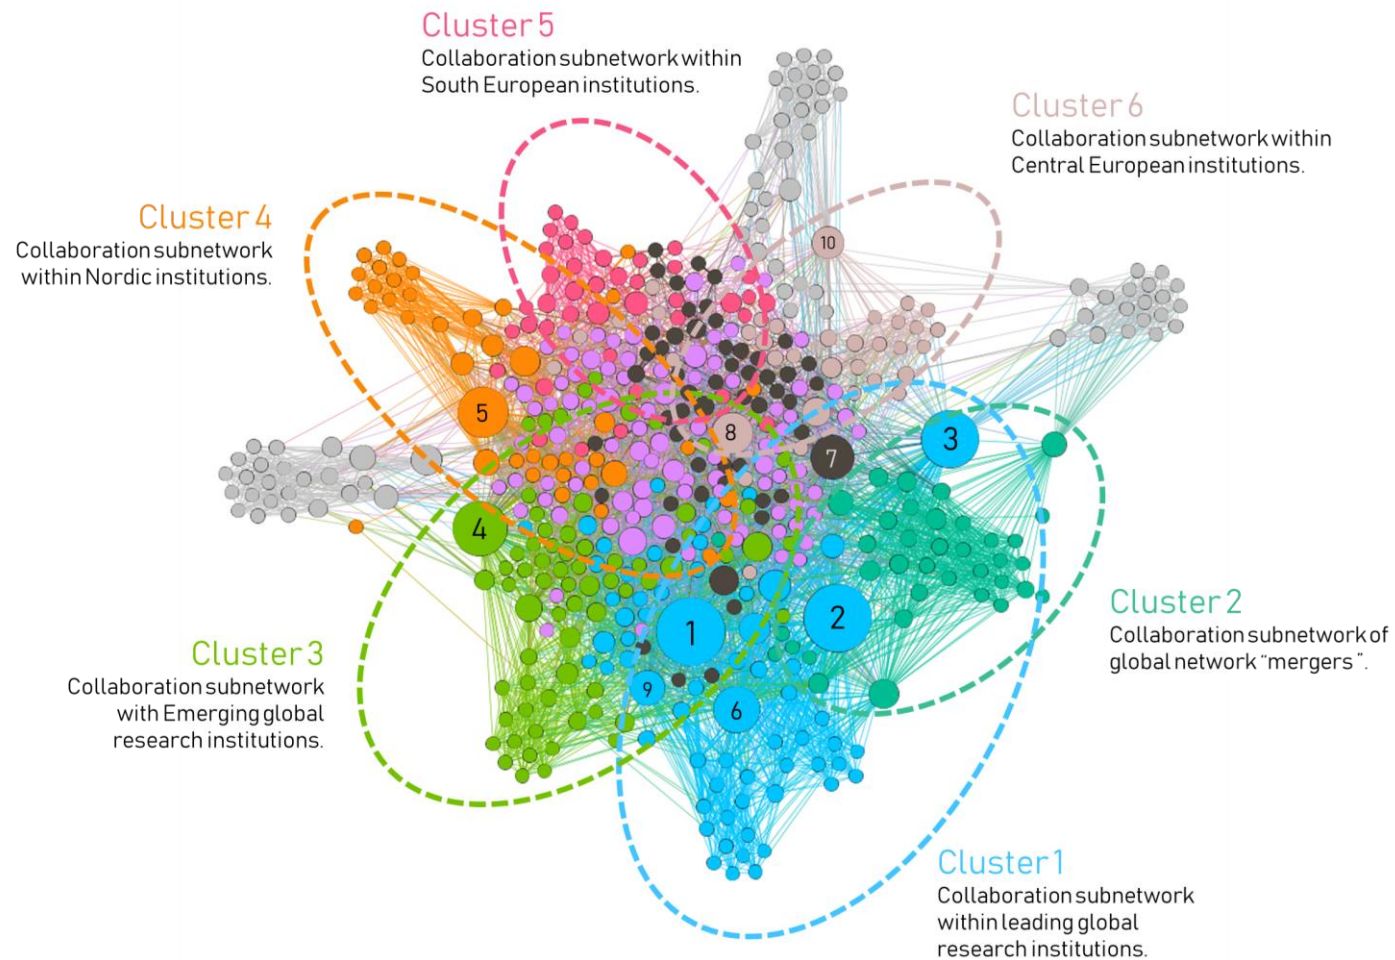 Cluster 5
Collaboration subnetwork within
South European institutions.
Cluster 6
Collaboration subnetwork within
Central European institutions.
Cluster 4
Collaboration subnetwork
within Nordic institutions.
10
5
8
7
3
4
1
2
9
6
Cluster 2
Collaboration subnetwork of
global network “mergers”.
Cluster 3
Collaboration subnetwork
with Emerging global
research institutions.
Cluster 1
Collaboration subnetwork
within leading global
research institutions.